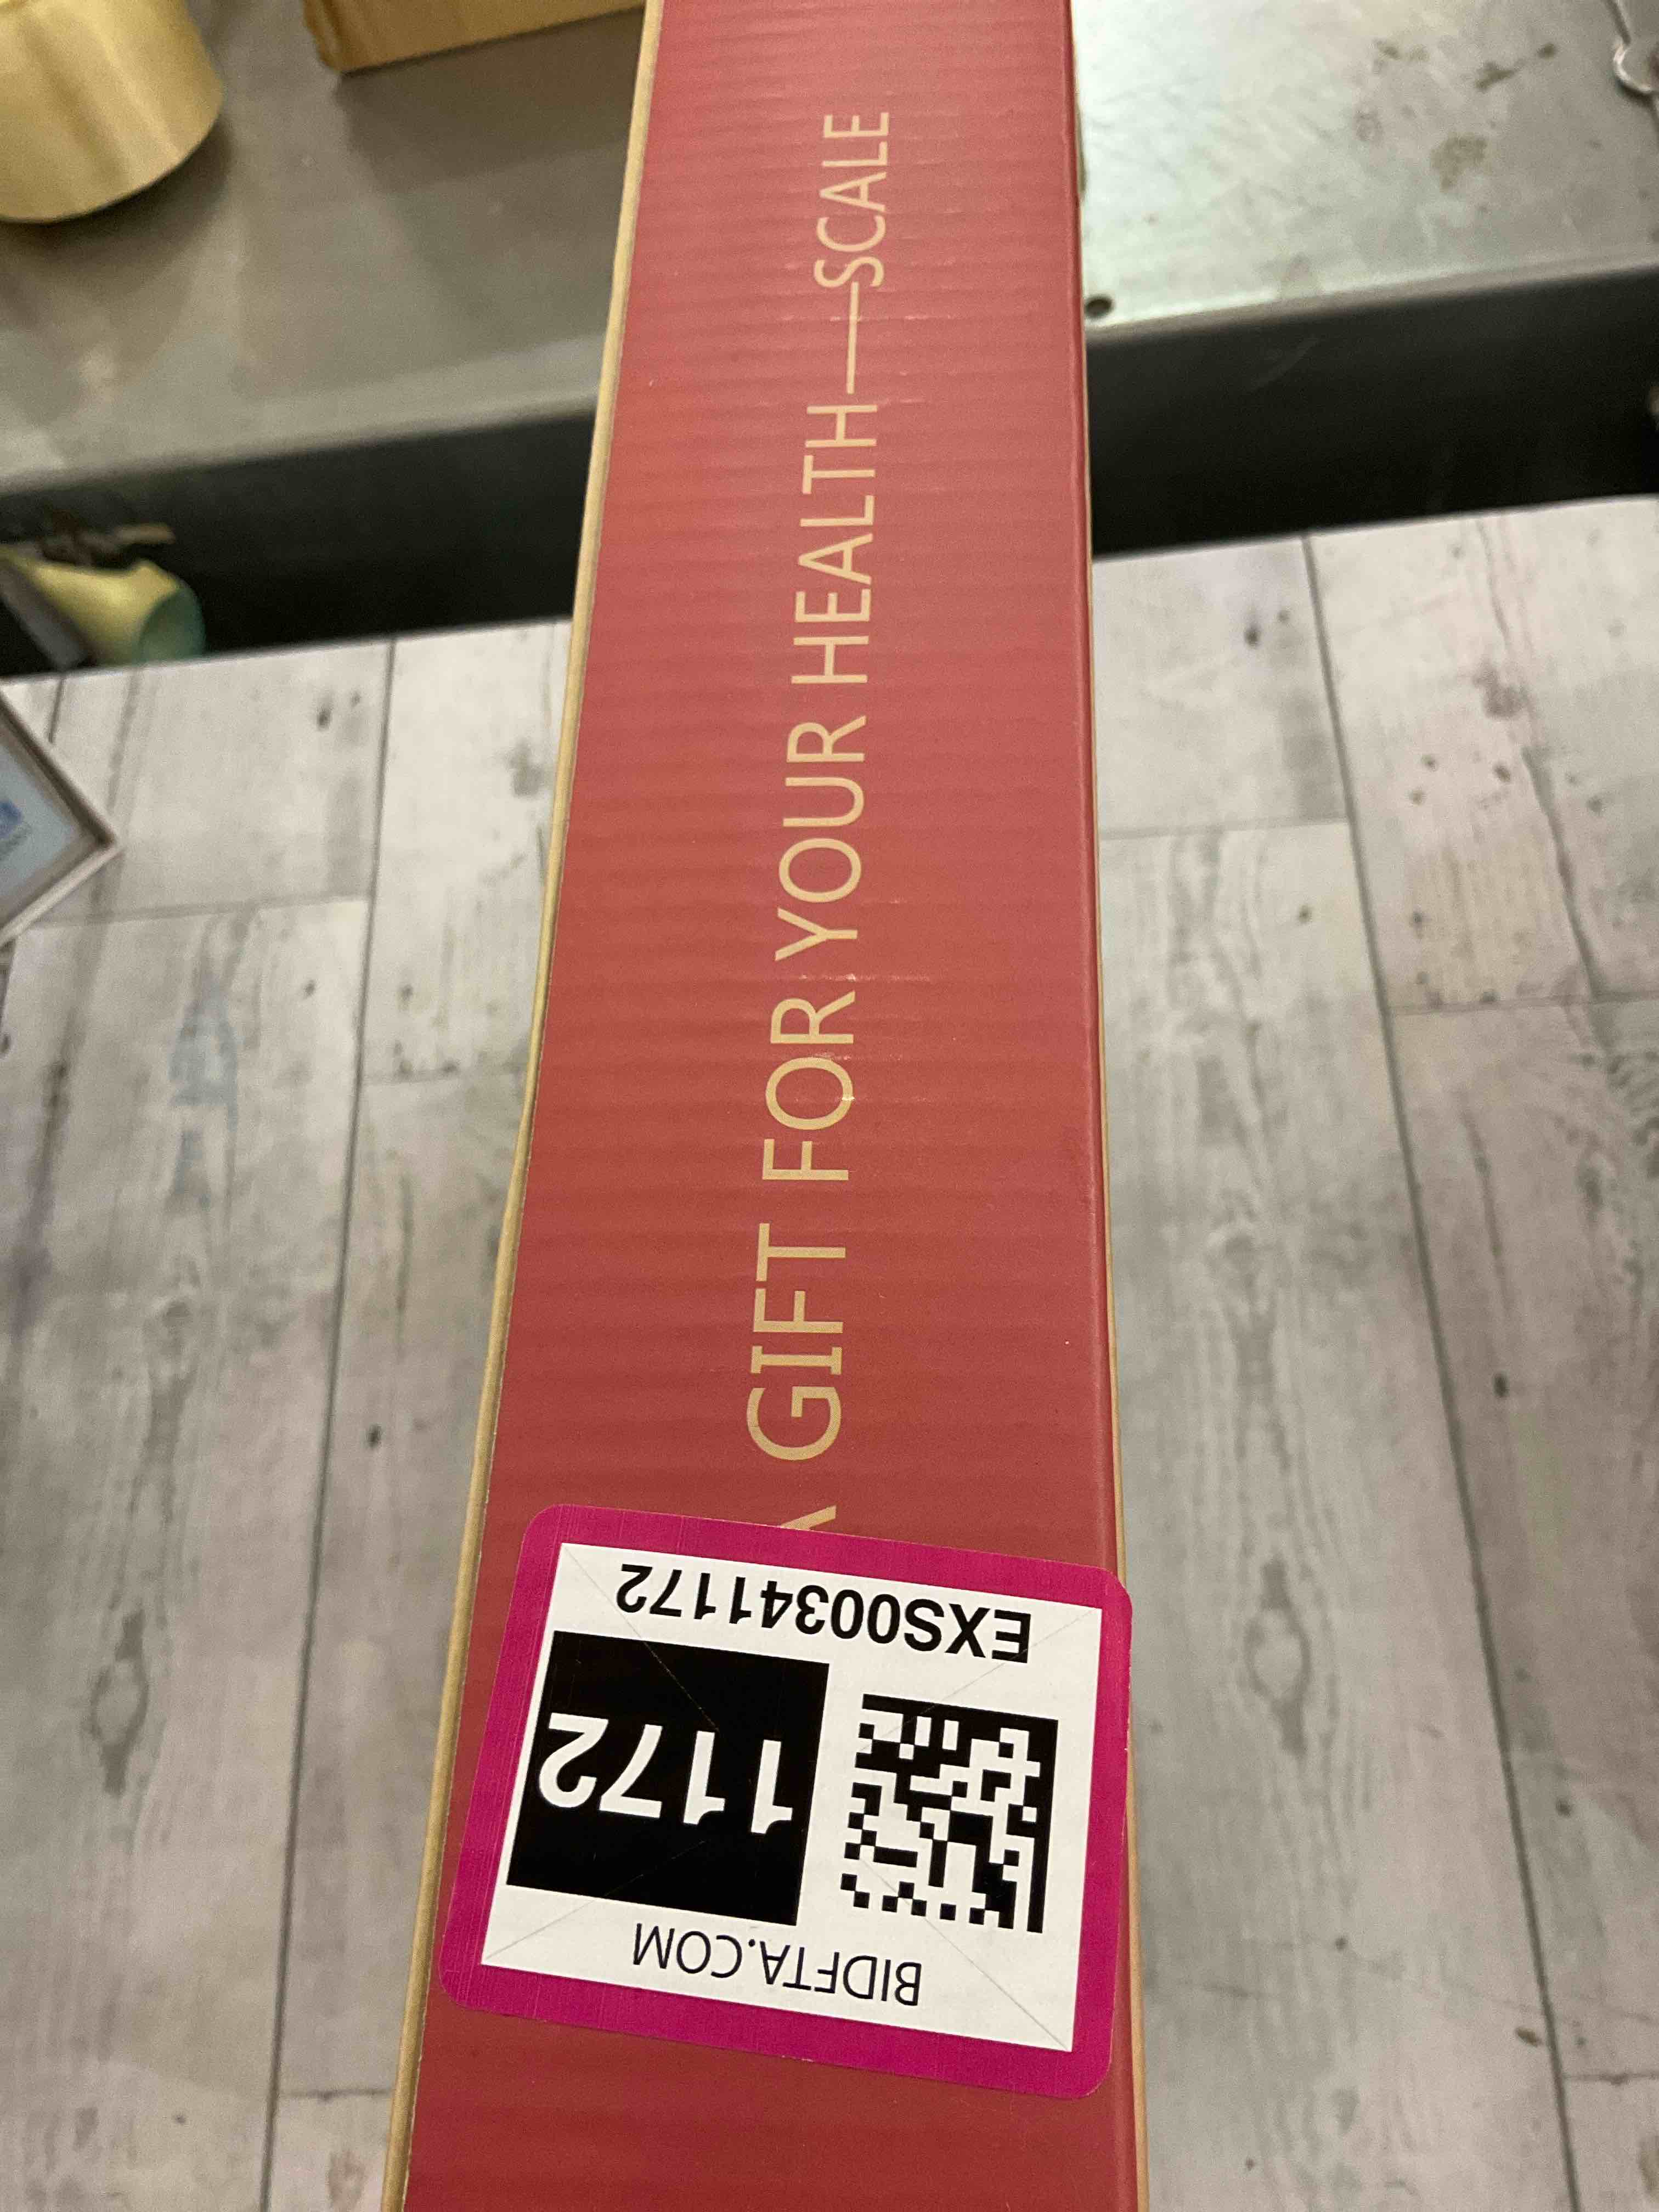 A GIFT FOR YOUR HEALTH—SCALE
EXS00341172
1172
BIDFTA.COM